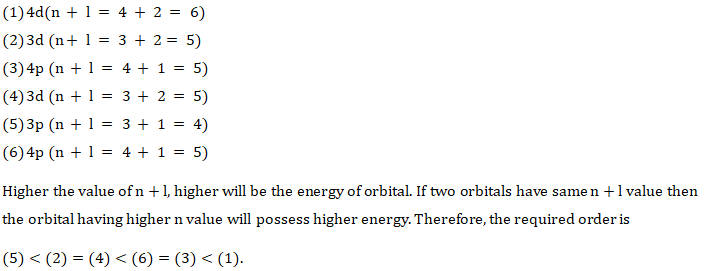 (1)4d(n + l = 4 + 2 = 6)
(2)3d (n+ l = 3 + 2 = 5)
(3)4p (n + l = 4 + 1 = 5)
(4)3d (n + l = 3 + 2 = 5)
(5)3p (n + l = 3 + 1 = 4)
(6)4p (n + l = 4 + 1 = 5)
Higher the value of n + l, higher will be the energy of orbital. If two orbitals have same n + l value then
the orbital having higher n value will possess higher energy. Therefore, the required order is
(5) < (2) = (4) < (6) = (3) < (1).